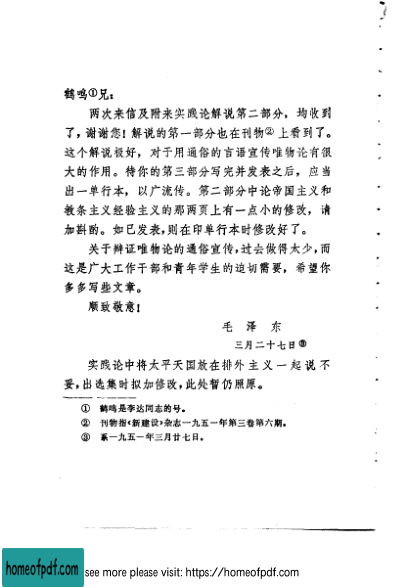 鹤鸣①兄：
两次来信及附来实践论解说第二部分，均收到
了，谢谢您！解说的第一部分也在刊物②上看到了。
这个解说极好，对于用通俗的言语宣传唯物论有很
大的作用。待你的第三部分写完并发表之后，应当
出一单行本，以广流传。第二部分中论帝国主义和
教条主义经验主义的那两页上有一点小的修改，请
加斟酌。如已发表，则在印单行本时修改好了。
关于辩证唯物论的通俗宣传，过去做得太少，而
这是广大工作干部和青年学生的迫切需要，希望你
多多写些文章。
顺致敬意！
毛泽东
三月二十七日③
实践论中将太平天国放在排外主义一起说不
妥，出选集时拟加修改，此处暂仍照原。
① 鹤鸣是李达同志的号。
② 刊物指《新建设》杂志一九五一年第三卷第六期。
③ 系一九五一年三月廿七日。
homeofpdf.com
see more please visit: https://homeofpdf.com